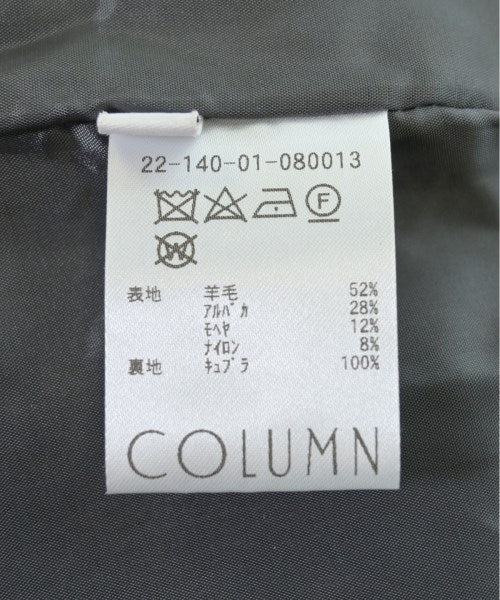 22-140-01-080013
F
W
表地 羊毛 52%
ｱﾙﾊﾟｶ 28%
ﾓﾍﾔ 12%
ﾅｲﾛﾝ 8%
裏地 ｷｭﾌﾟﾗ 100%
COLUMN